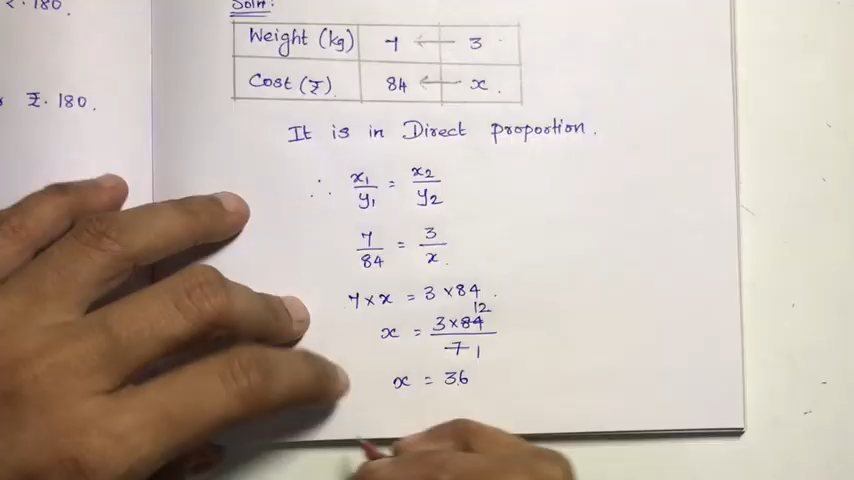 ₹. 180.
₹. 180.
Soln:
Weight (kg) 7 ← 3
Cost (₹) 84 ← x.
It is in Direct proportion.
∴ x₁/y₁ = x₂/y₂
7/84 = 3/x.
7 × x = 3 × 84.
x = 3 × 84 12 / 7 1
x = 36